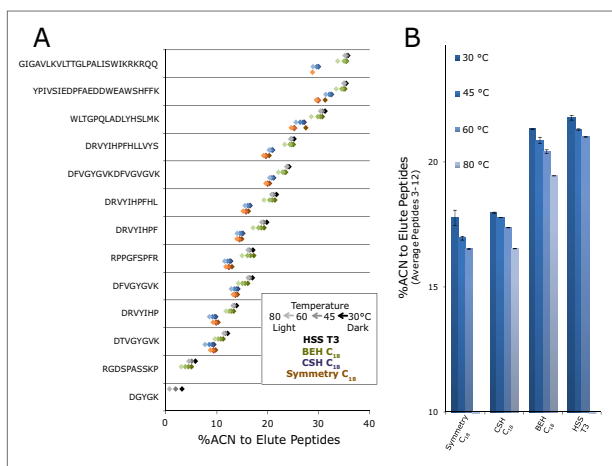 A
GIGAVLKVLTTGLPALISWIKRKRQQ
YPIVSIEDPFAEDDWEAWSHFFK
WLTGPQLADLYHSLMK
DRVYIHPFHLLVYS
DFVGYGVKDFVGVGVK
DRVYIHPFHL
DRVYIHPF
RPPGFSPFR
DFVGYGVK
DRVYIHP
DTVGYGVK
RGDSPASSKP
DGYGK
Temperature
80 60 45 30°C
Light Dark
HSS T3
BEH C18
CSH C18
Symmetry C18
0 10 20 30 40
%ACN to Elute Peptides
B
30 °C
45 °C
60 °C
80 °C
%ACN to Elute Peptides
(Average Peptides 3–12)
20
15
10
Symmetry C18
CSH C18
BEH C18
HSS T3